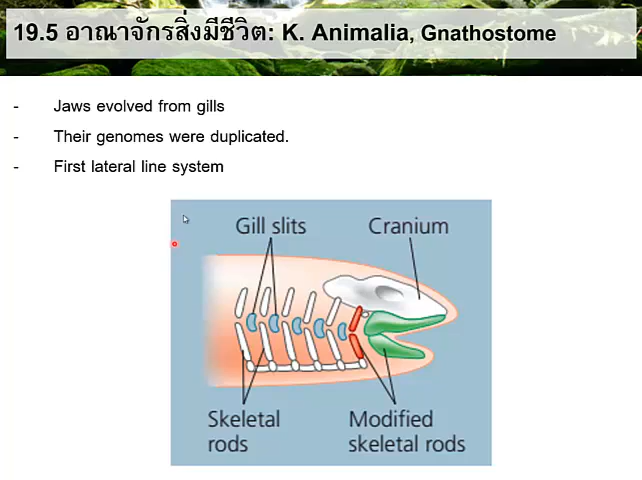 19.5 อาณาจักรสิ่งมีชีวิต: K. Animalia, Gnathostome
- Jaws evolved from gills
- Their genomes were duplicated.
- First lateral line system
Gill slits
Cranium
Skeletal
rods
Modified
skeletal rods